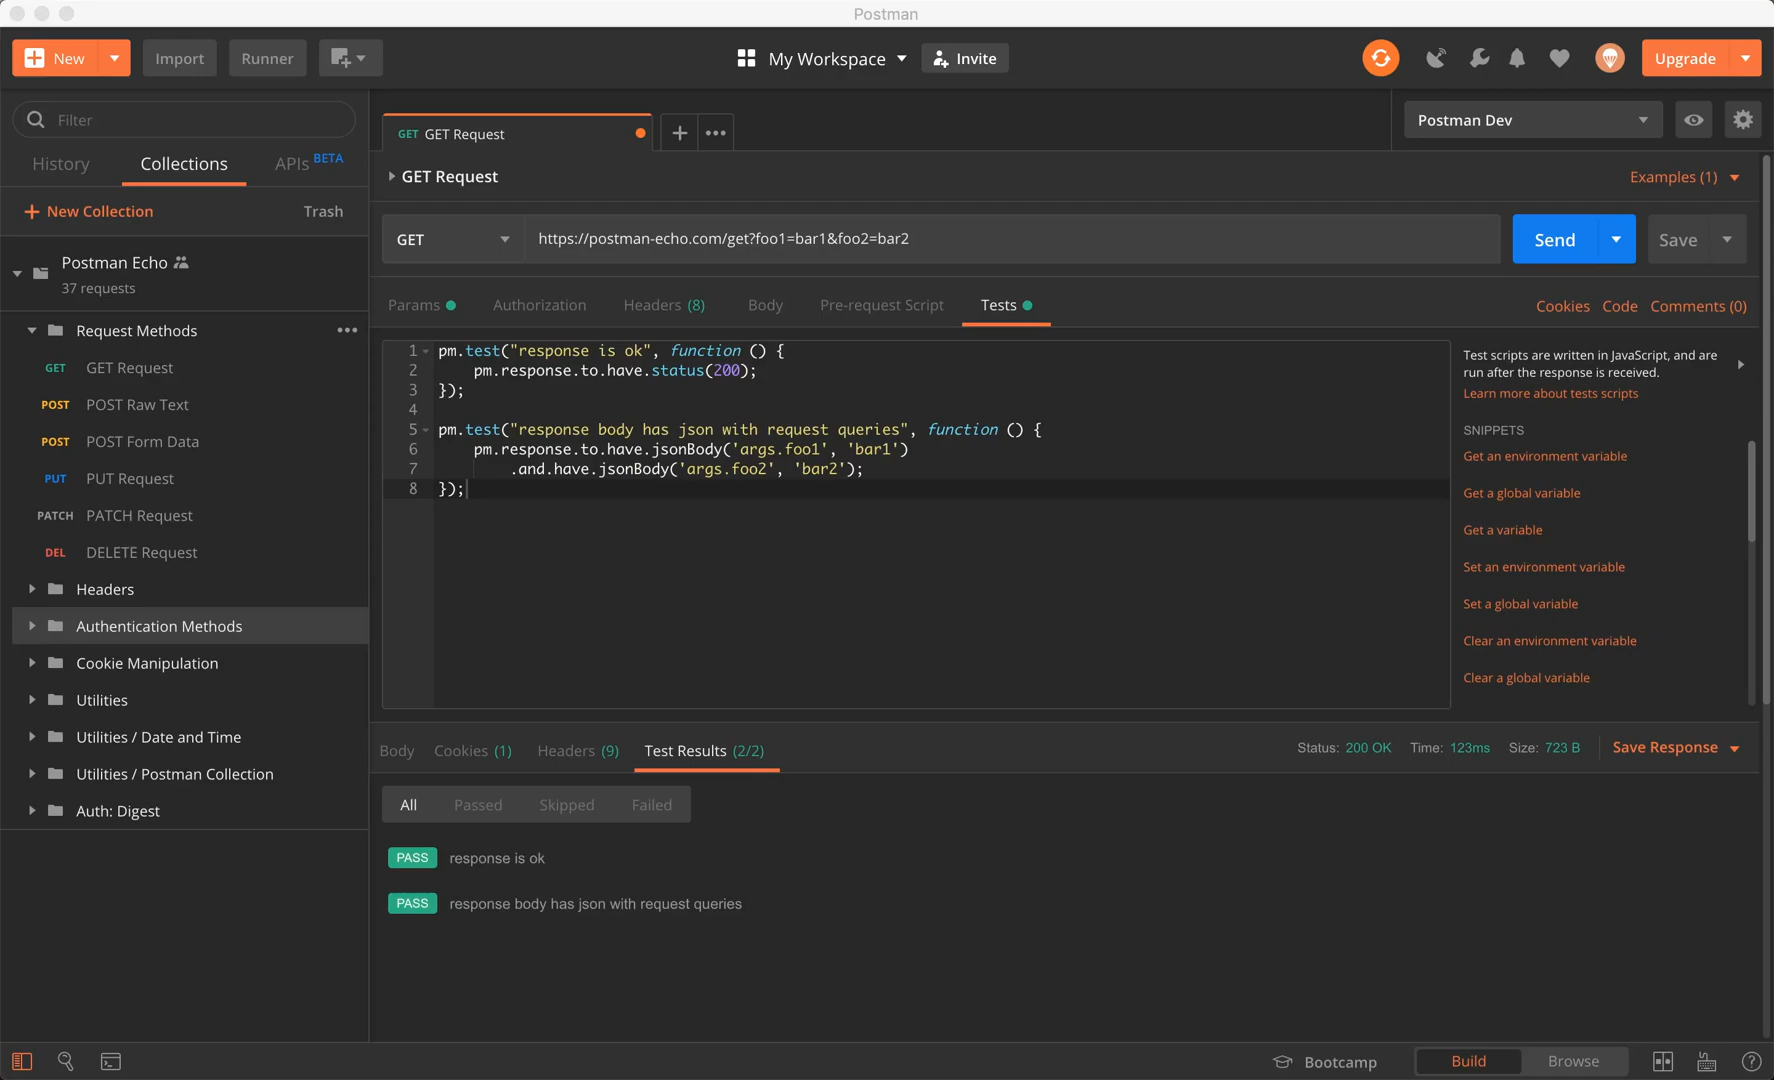 Postman
New
Import
Runner
My Workspace
Invite
Upgrade
Filter
History
Collections
APIs BETA
New Collection
Trash
Postman Echo
37 requests
Request Methods
GET GET Request
POST POST Raw Text
POST POST Form Data
PUT PUT Request
PATCH PATCH Request
DEL DELETE Request
Headers
Authentication Methods
Cookie Manipulation
Utilities
Utilities / Date and Time
Utilities / Postman Collection
Auth: Digest
GET GET Request
Postman Dev
GET Request
Examples (1)
GET
https://postman-echo.com/get?foo1=bar1&foo2=bar2
Send
Save
Params
Authorization
Headers (8)
Body
Pre-request Script
Tests
Cookies
Code
Comments (0)
1 pm.test("response is ok", function () {
2 pm.response.to.have.status(200);
3 });
4
5 pm.test("response body has json with request queries", function () {
6 pm.response.to.have.jsonBody('args.foo1', 'bar1')
7 .and.have.jsonBody('args.foo2', 'bar2');
8 });
Test scripts are written in JavaScript, and are
run after the response is received.
Learn more about tests scripts
SNIPPETS
Get an environment variable
Get a global variable
Get a variable
Set an environment variable
Set a global variable
Clear an environment variable
Clear a global variable
Body
Cookies (1)
Headers (9)
Test Results (2/2)
Status: 200 OK
Time: 123ms
Size: 723 B
Save Response
All
Passed
Skipped
Failed
PASS response is ok
PASS response body has json with request queries
Bootcamp
Build
Browse